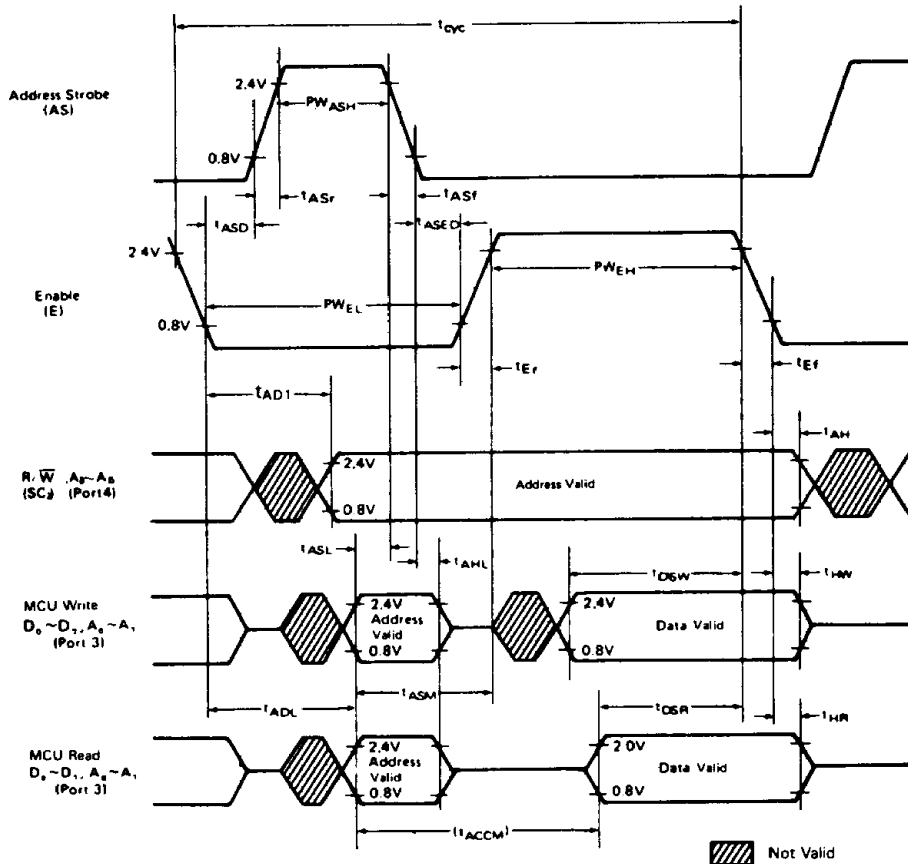 tcyc
Address Strobe
(AS)
2.4V
PW_ASH
0.8V
tASr
tASf
tASD
tASED
2.4V
PW_EH
Enable
(E)
PW_EL
0.8V
tEr
tEf
tAD1
tAH
R/W̅, A₈~A₁₅
(SC₂) (Port4)
2.4V
Address Valid
0.8V
tASL
tAHL
tDSW
tHW
MCU Write
D₀~D₇, A₀~A₇
(Port 3)
2.4V
Address
Valid
0.8V
2.4V
Data Valid
0.8V
tASM
tADL
tDSR
tHR
MCU Read
D₀~D₇, A₀~A₇
(Port 3)
2.4V
Address
Valid
0.8V
2.0V
Data Valid
0.8V
(tACCM)
Not Valid